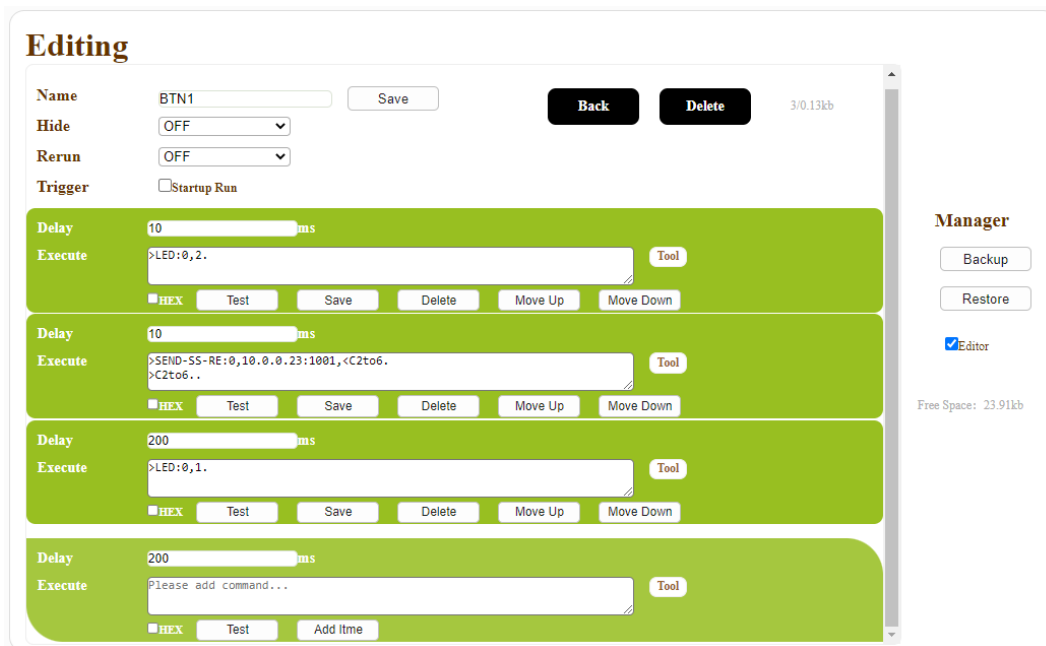 Editing
Name BTN1 Save Back Delete 3/0.13kb
Hide OFF
Rerun OFF
Trigger Startup Run
Delay 10 ms
Execute >LED:0,2. Tool
HEX Test Save Delete Move Up Move Down
Delay 10 ms
Execute >SEND-SS-RE:0,10.0.0.23:1001,<C2to6. Tool
>C2to6..
HEX Test Save Delete Move Up Move Down
Delay 200 ms
Execute >LED:0,1. Tool
HEX Test Save Delete Move Up Move Down
Delay 200 ms
Execute Please add command... Tool
HEX Test Add Itme
Manager
Backup
Restore
Editor
Free Space: 23.91kb